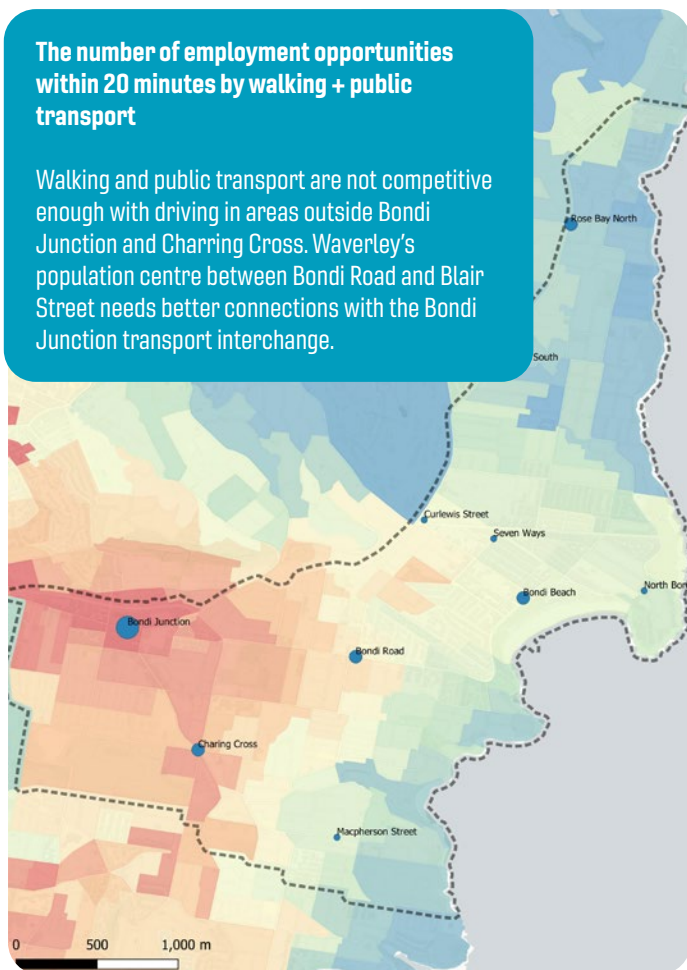 The number of employment opportunities
within 20 minutes by walking + public
transport
Walking and public transport are not competitive
enough with driving in areas outside Bondi
Junction and Charring Cross. Waverley's
population centre between Bondi Road and Blair
Street needs better connections with the Bondi
Junction transport interchange.
Rose Bay North
South
Curlewis Street
Seven Ways
North Bon
Bondi Beach
Bondi Junction
Bondi Road
Charing Cross
Macpherson Street
0 500 1,000 m